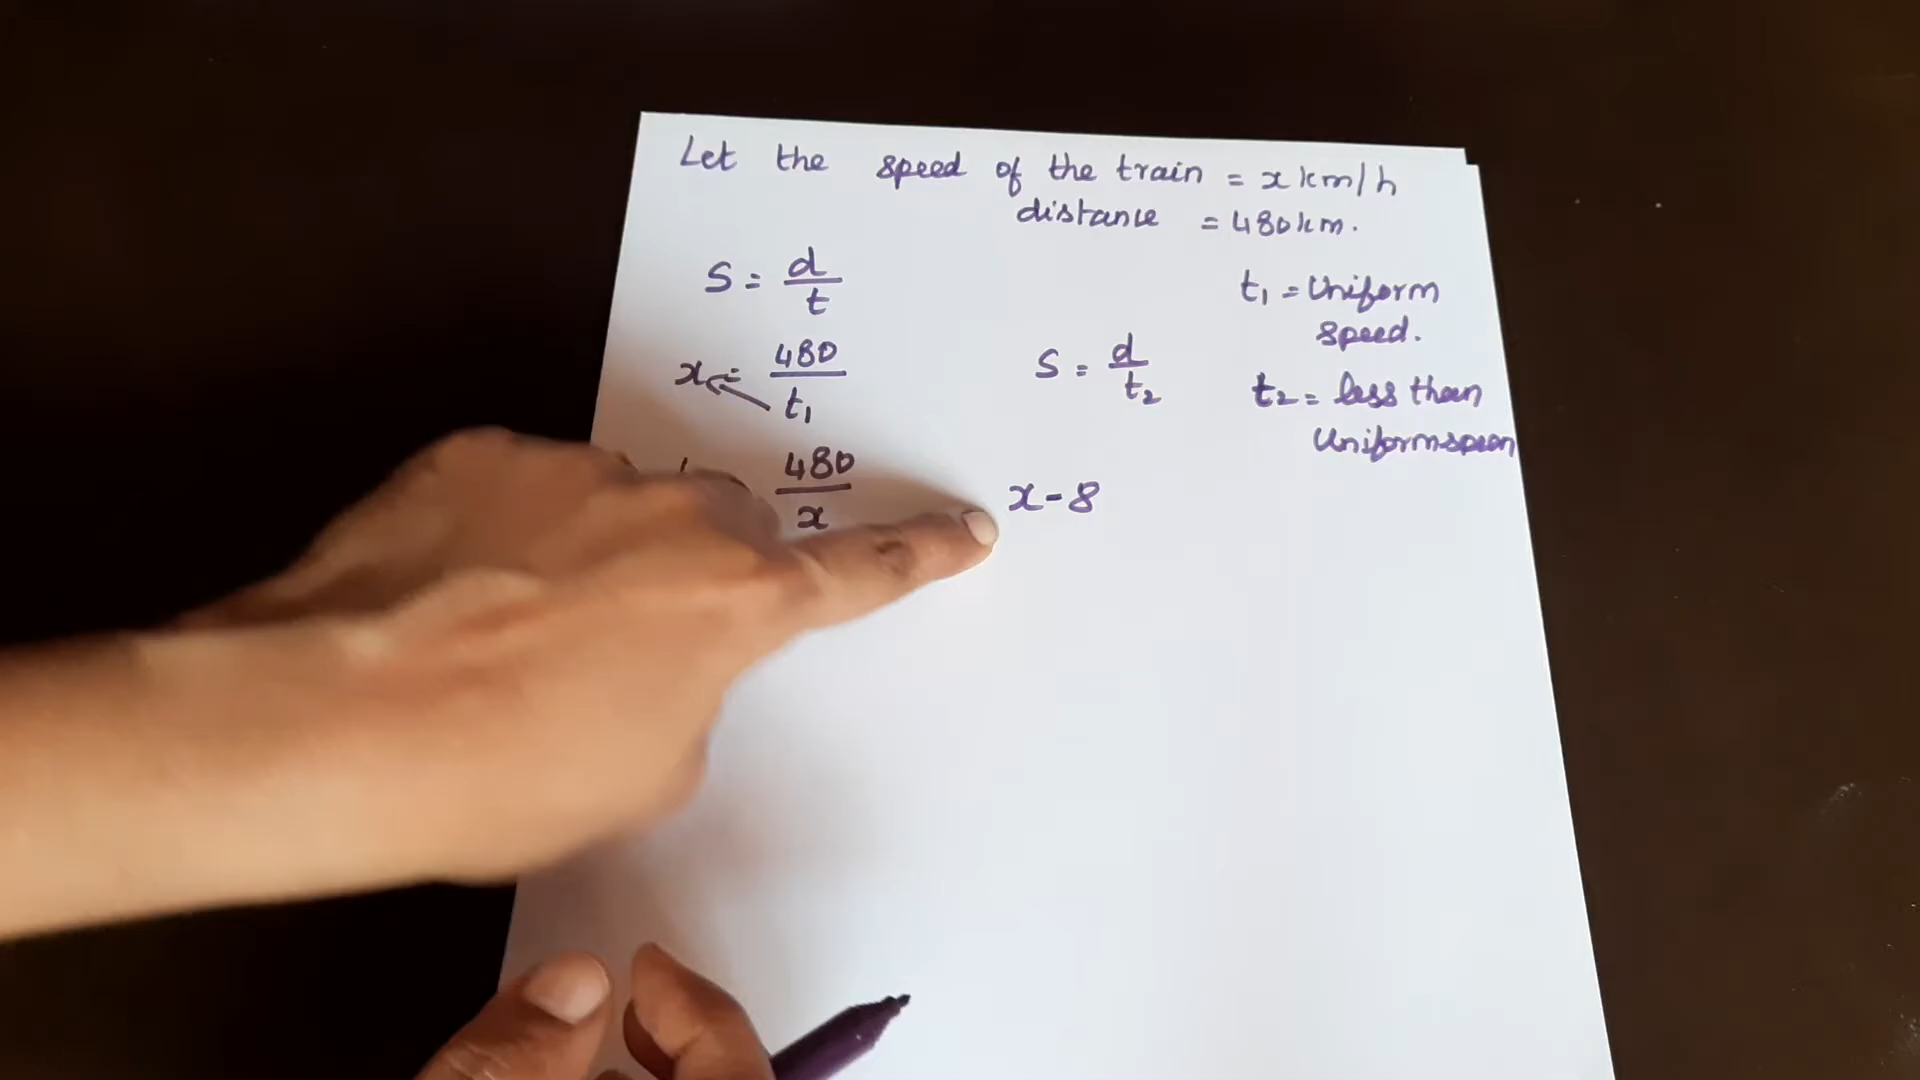 Let the speed of the train = x km/h
distance = 480 km.
S = d/t
t₁ = Uniform
speed.
x = 480/t₁
S = d/t₂
t₂ = less than
480/x
x - 8